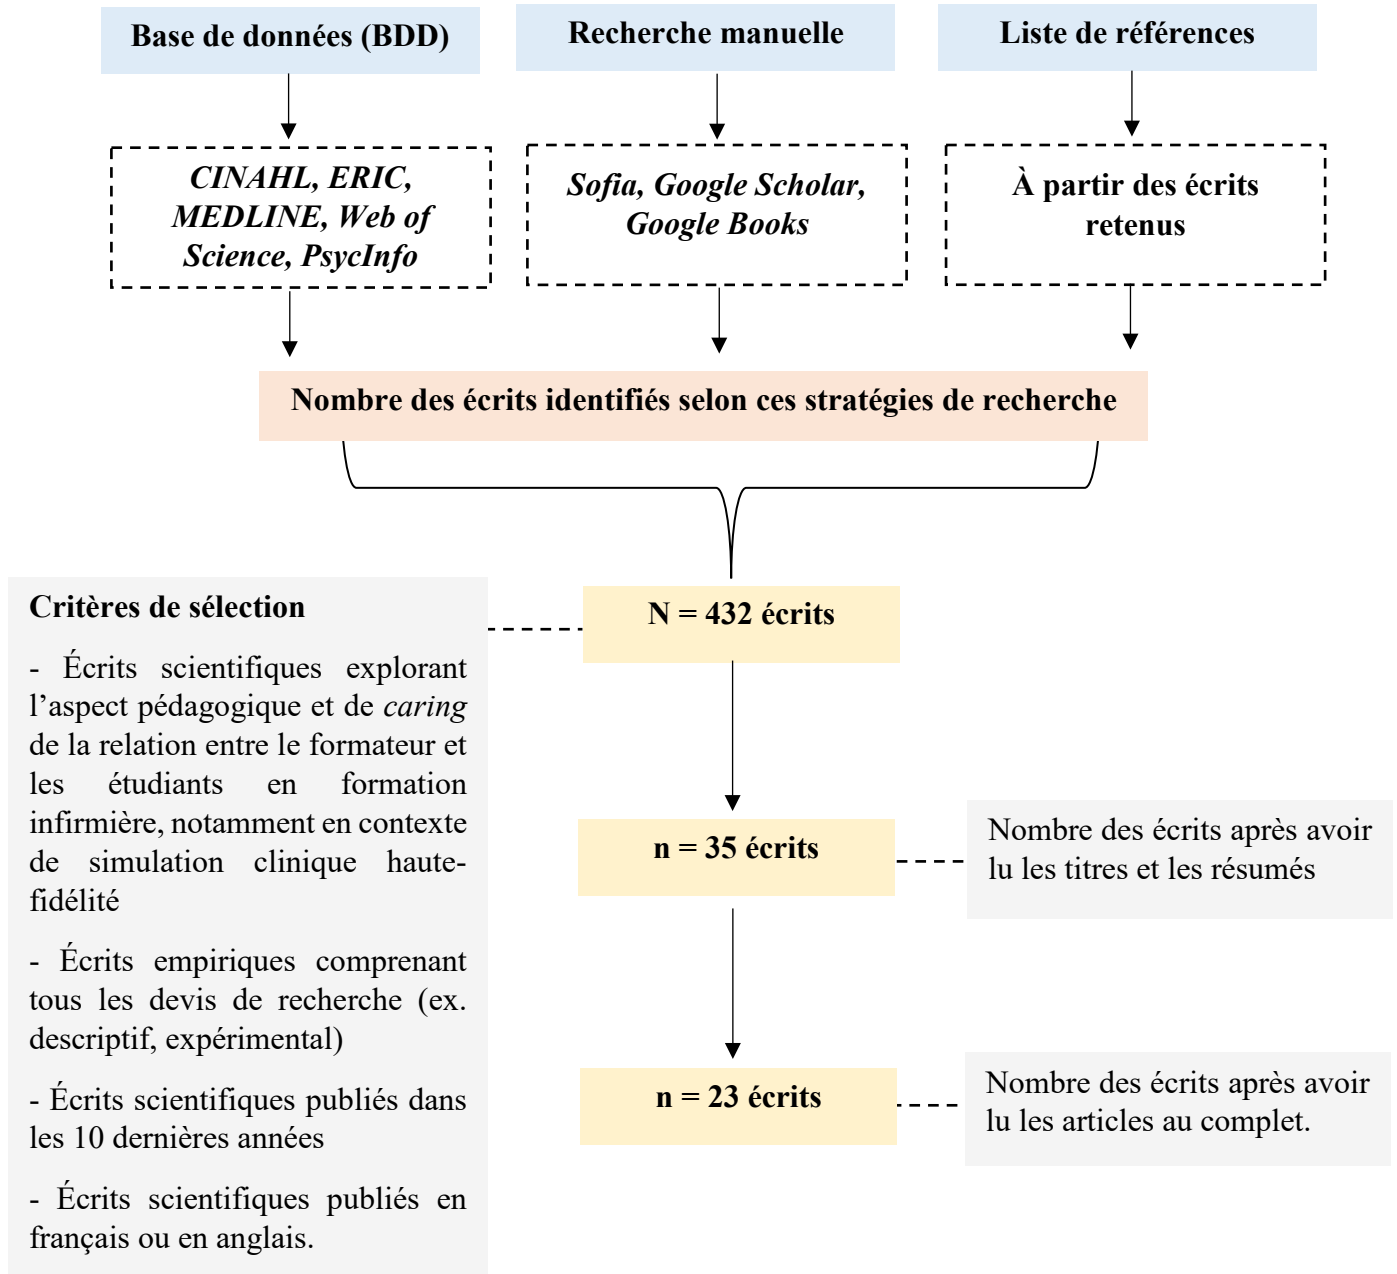 Base de données (BDD)
Recherche manuelle
Liste de références
CINAHL, ERIC,
MEDLINE, Web of
Science, PsycInfo
Sofia, Google Scholar,
Google Books
À partir des écrits
retenus
Nombre des écrits identifiés selon ces stratégies de recherche
N = 432 écrits
Critères de sélection
- Écrits scientifiques explorant
l’aspect pédagogique et de caring
de la relation entre le formateur et
les étudiants en formation
infirmière, notamment en contexte
de simulation clinique haute-
fidélité
- Écrits empiriques comprenant
tous les devis de recherche (ex.
descriptif, expérimental)
- Écrits scientifiques publiés dans
les 10 dernières années
- Écrits scientifiques publiés en
français ou en anglais.
n = 35 écrits
Nombre des écrits après avoir
lu les titres et les résumés
n = 23 écrits
Nombre des écrits après avoir
lu les articles au complet.